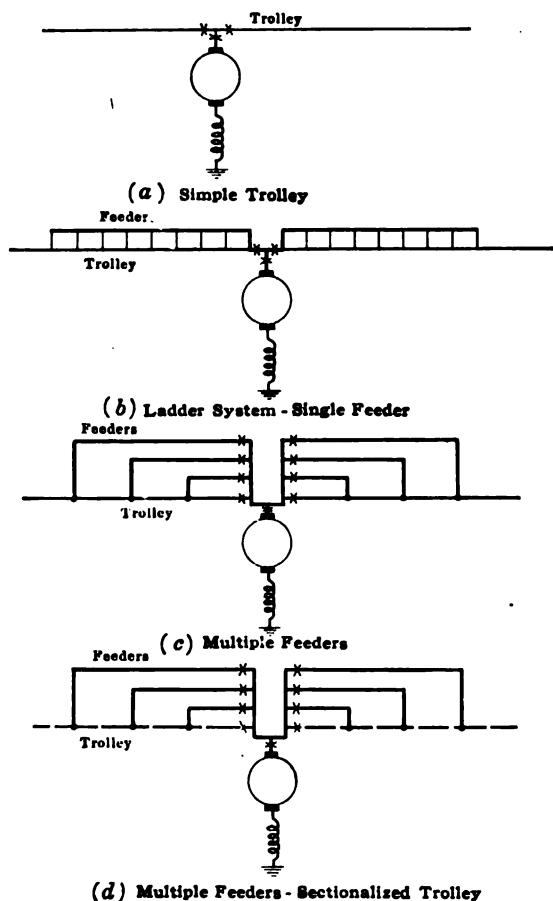 Trolley
(a) Simple Trolley
Feeder
Trolley
(b) Ladder System - Single Feeder
Feeders
Trolley
(c) Multiple Feeders
Feeders
Trolley
(d) Multiple Feeders - Sectionalized Trolley